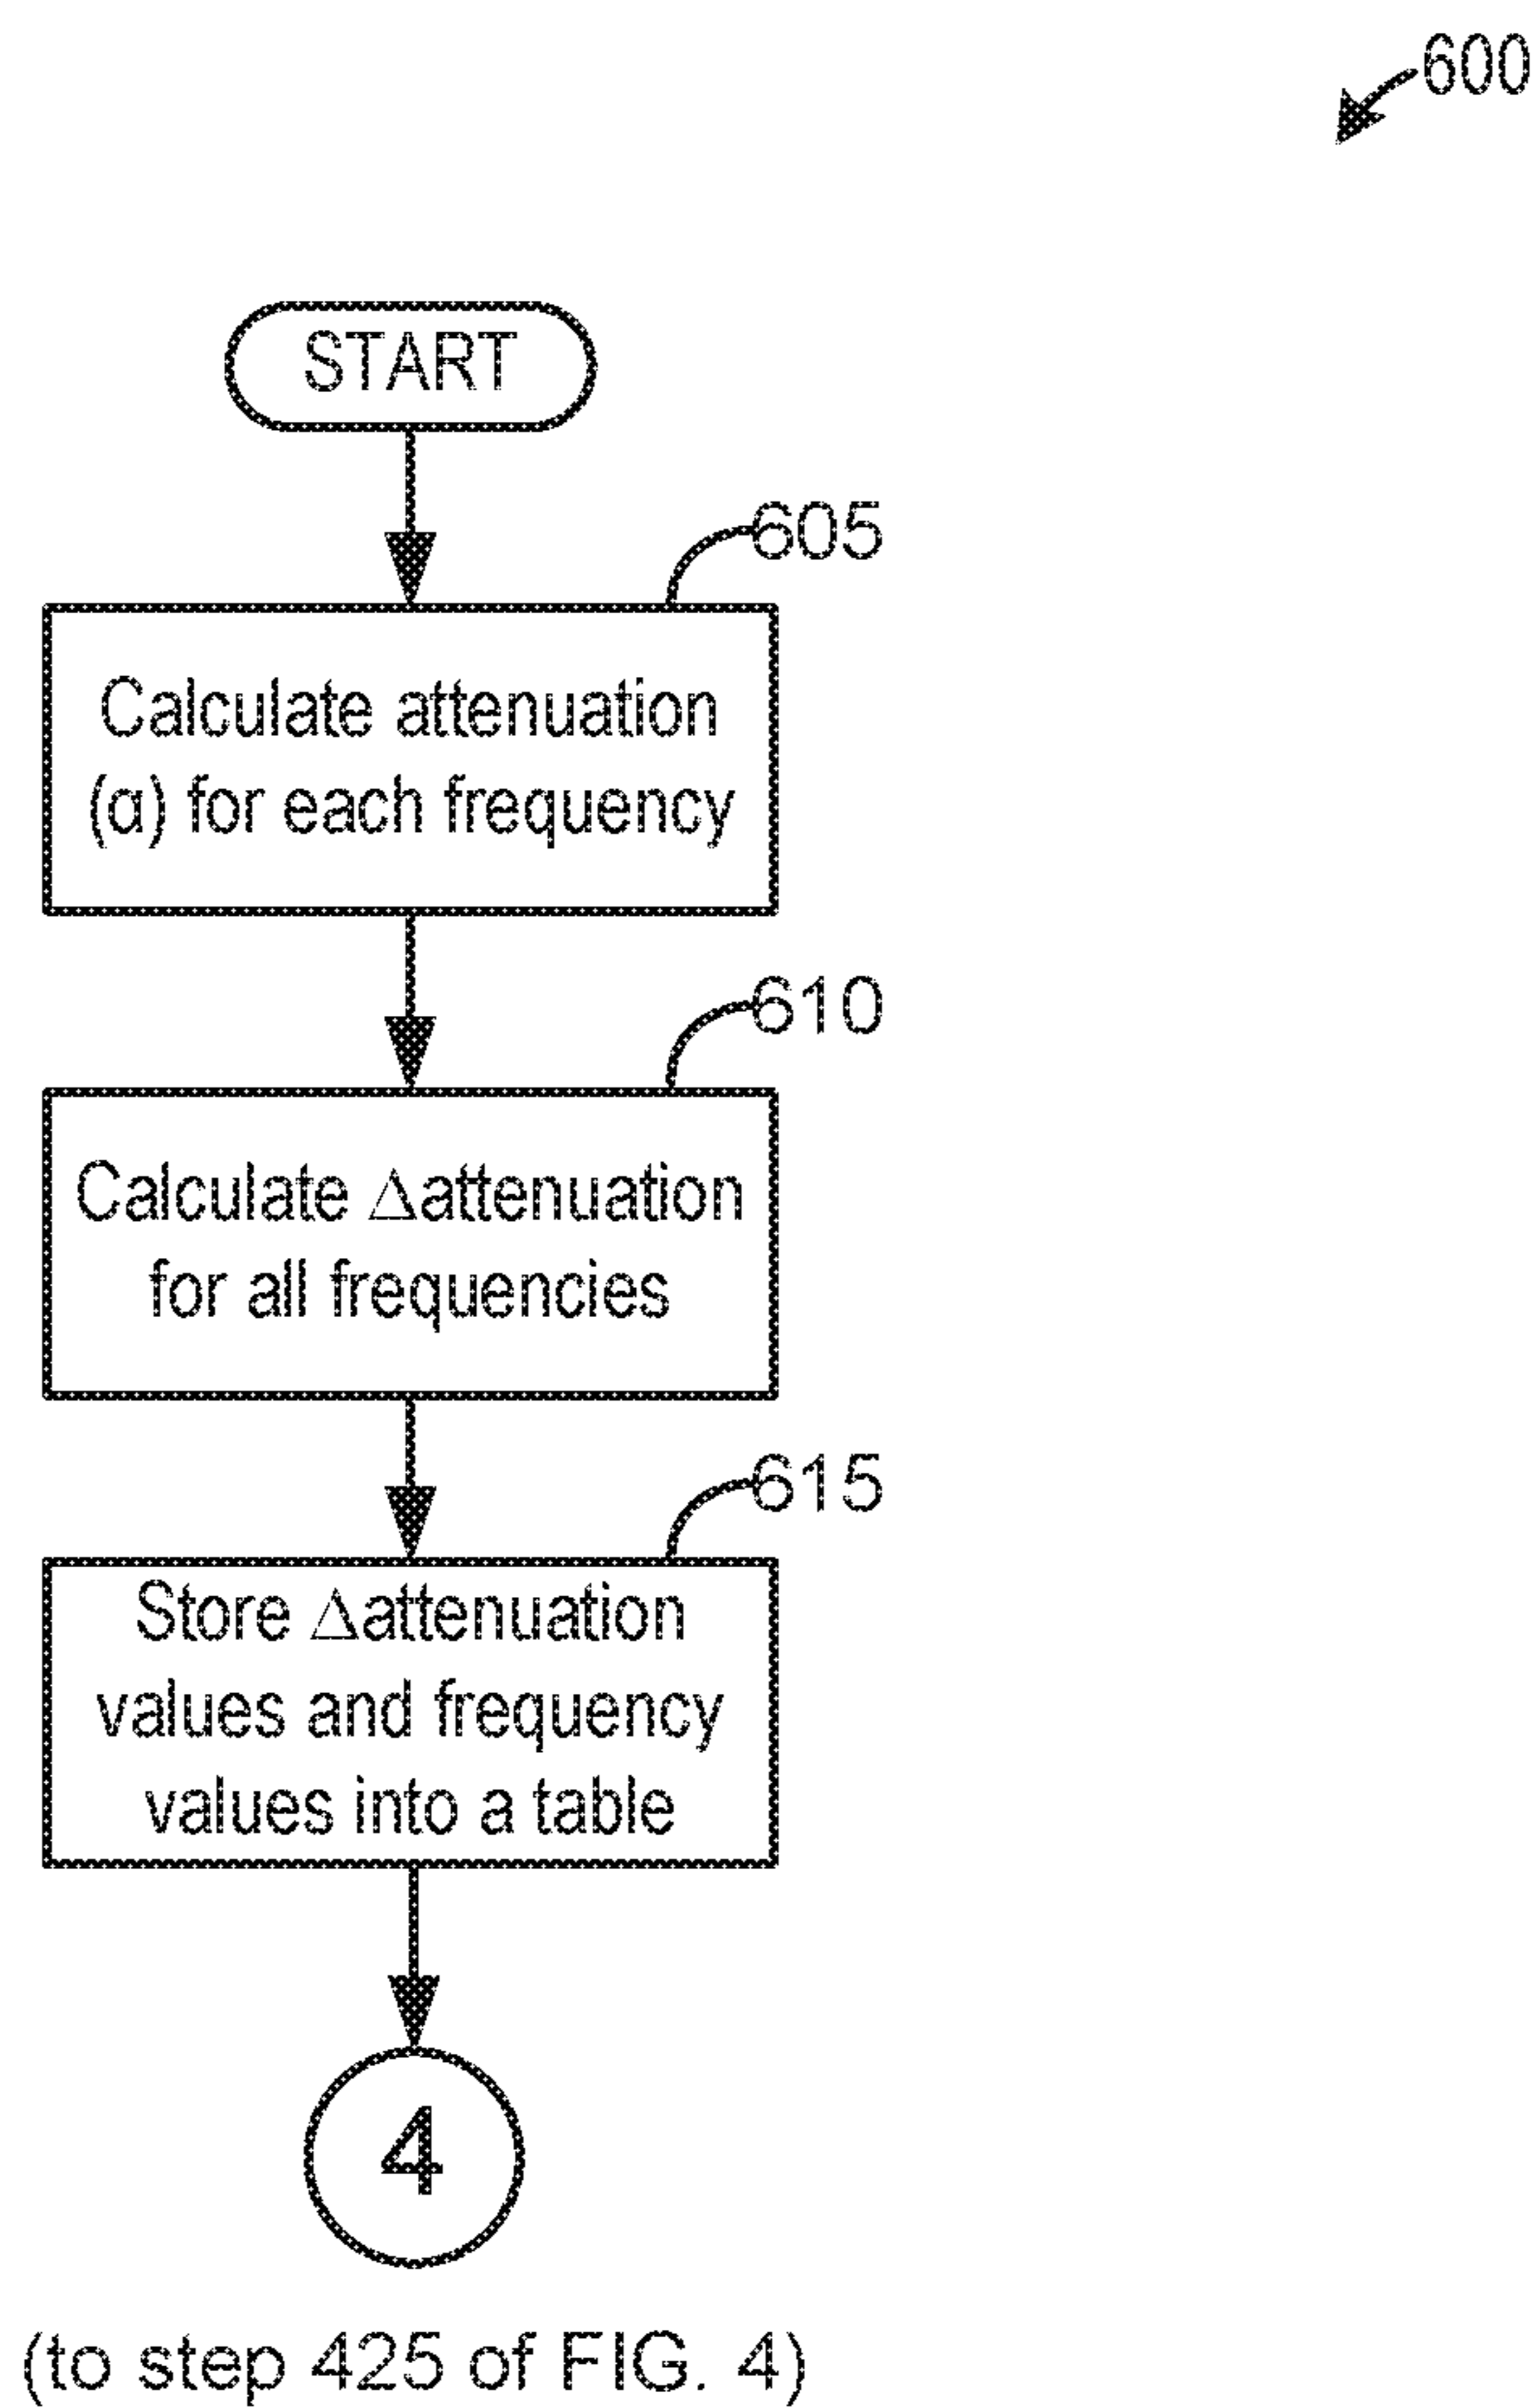 600
START
605
Calculate attenuation
(α) for each frequency
610
Calculate Δattenuation
for all frequencies
615
Store Δattenuation
values and frequency
values into a table
4
(to step 425 of FIG. 4)